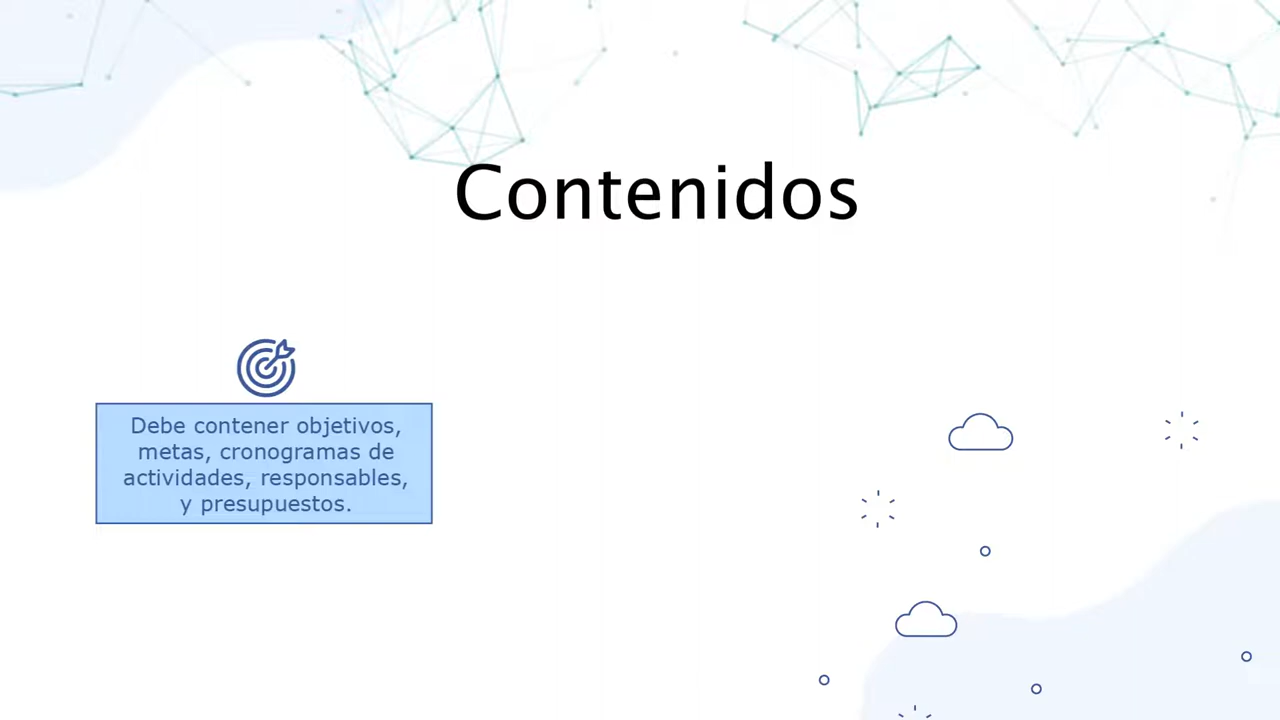 Contenidos
Debe contener objetivos,
metas, cronogramas de
actividades, responsables,
y presupuestos.